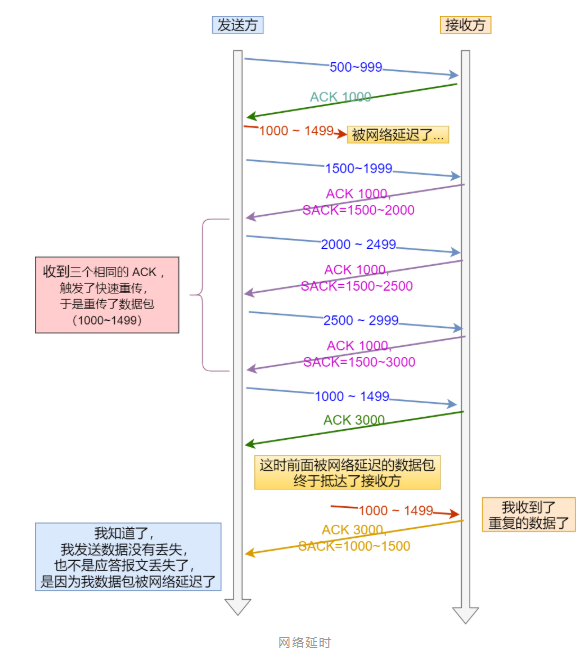 发送方
接收方
500~999
ACK 1000
1000 ~ 1499
被网络延迟了...
1500~1999
ACK 1000,
SACK=1500~2000
2000 ~ 2499
ACK 1000,
SACK=1500~2500
收到三个相同的 ACK ，
触发了快速重传，
于是重传了数据包
（1000~1499）
2500 ~ 2999
ACK 1000,
SACK=1500~3000
1000 ~ 1499
ACK 3000
这时前面被网络延迟的数据包
终于抵达了接收方
1000 ~ 1499
我收到了
重复的数据了
ACK 3000,
SACK=1000~1500
我知道了，
我发送数据没有丢失，
也不是应答报文丢失了，
是因为我数据包被网络延迟了
网络延时